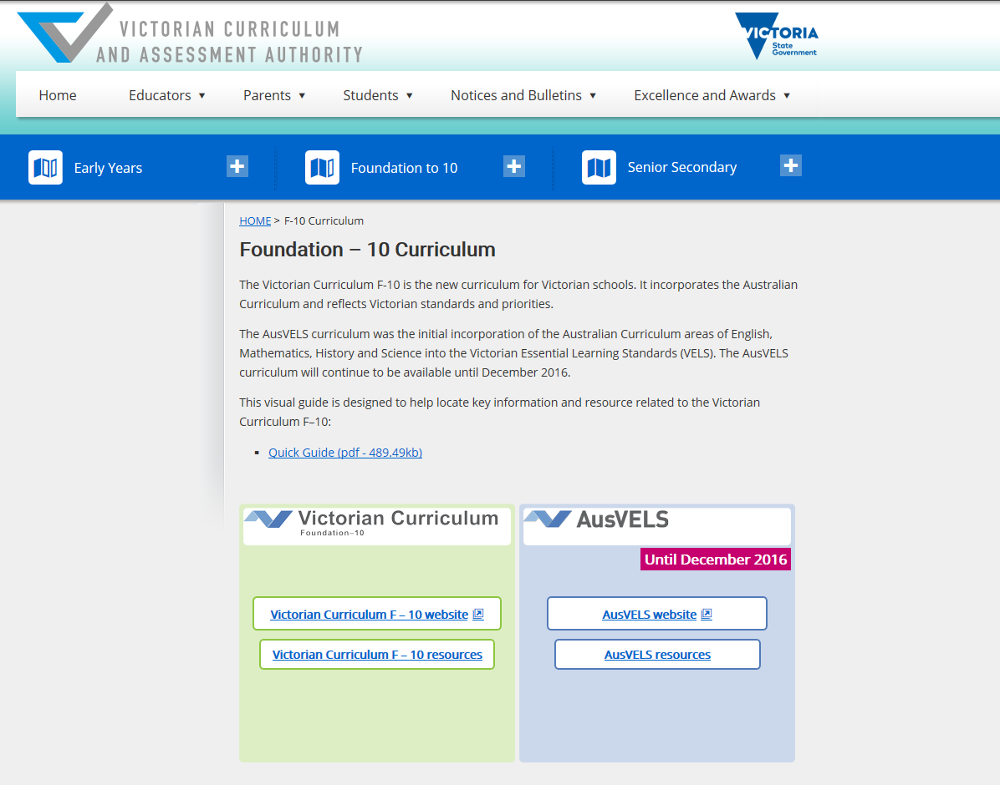 VICTORIAN CURRICULUM
AND ASSESSMENT AUTHORITY
VICTORIA
State
Government
Home Educators ▼ Parents ▼ Students ▼ Notices and Bulletins ▼ Excellence and Awards ▼
Early Years + Foundation to 10 + Senior Secondary +
HOME > F-10 Curriculum
Foundation – 10 Curriculum
The Victorian Curriculum F-10 is the new curriculum for Victorian schools. It incorporates the Australian
Curriculum and reflects Victorian standards and priorities.
The AusVELS curriculum was the initial incorporation of the Australian Curriculum areas of English,
Mathematics, History and Science into the Victorian Essential Learning Standards (VELS). The AusVELS
curriculum will continue to be available until December 2016.
This visual guide is designed to help locate key information and resource related to the Victorian
Curriculum F–10:
▪ Quick Guide (pdf - 489.49kb)
Victorian Curriculum
Foundation–10
Victorian Curriculum F – 10 website
Victorian Curriculum F – 10 resources
AusVELS
Until December 2016
AusVELS website
AusVELS resources